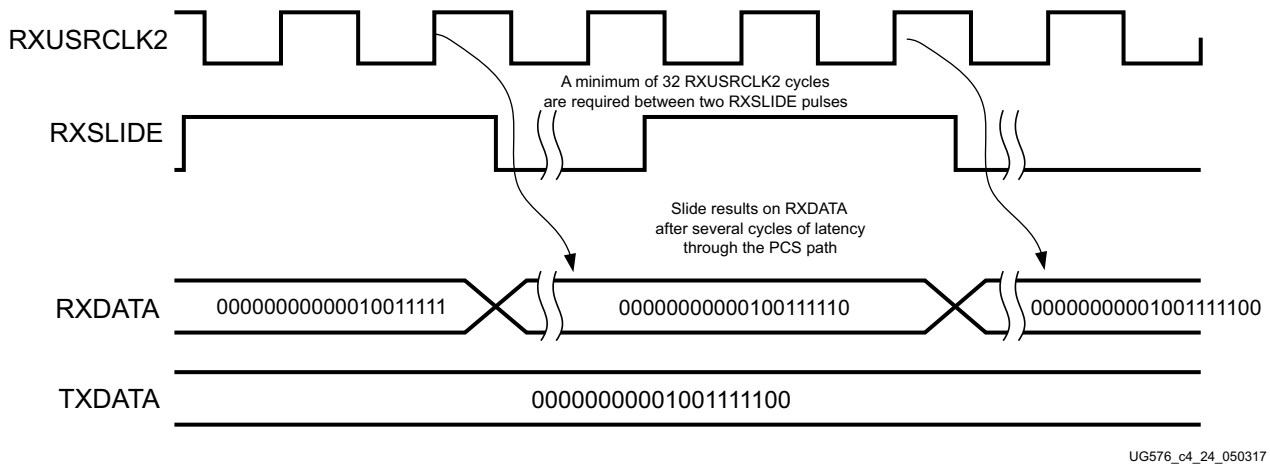 RXUSRCLK2
A minimum of 32 RXUSRCLK2 cycles
are required between two RXSLIDE pulses
RXSLIDE
Slide results on RXDATA
after several cycles of latency
through the PCS path
RXDATA 00000000000010011111 00000000000100111110 00000000001001111100
TXDATA 00000000001001111100
UG576_c4_24_050317